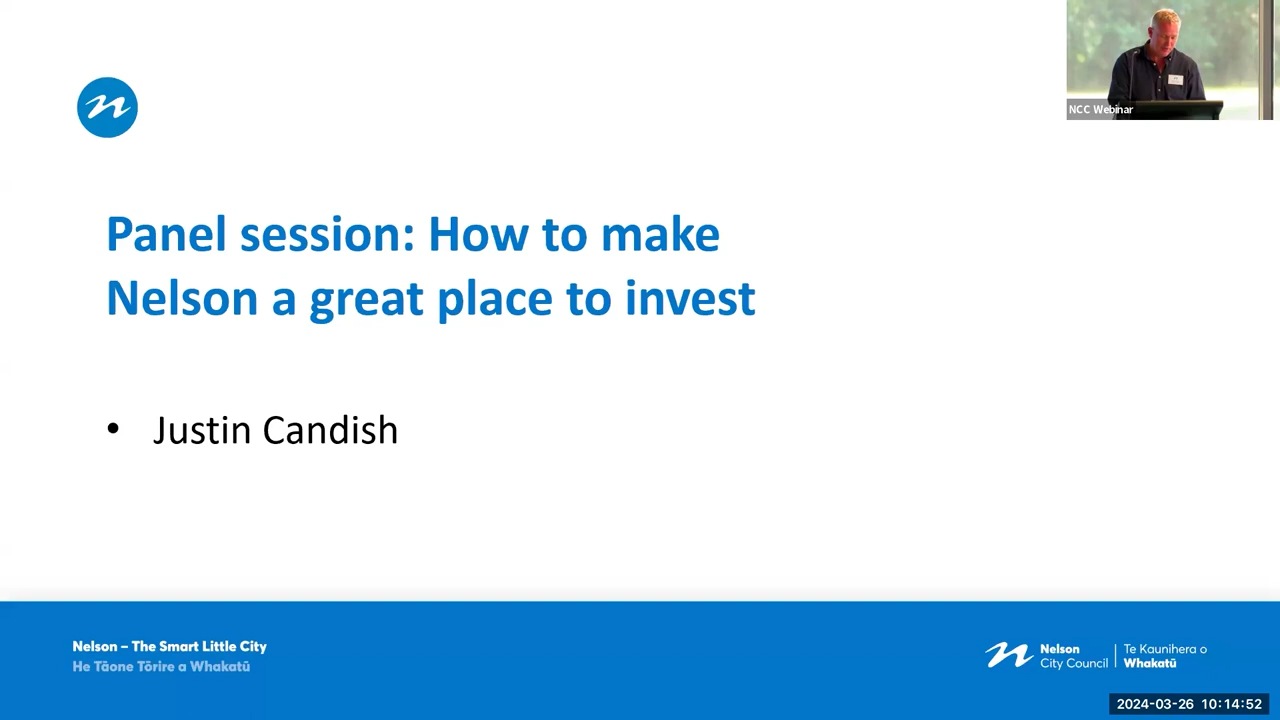 NCC Webinar
Panel session: How to make
Nelson a great place to invest
• Justin Candish
Nelson – The Smart Little City
He Tāone Tōrire a Whakatū
Nelson
City Council
Te Kaunihera o
Whakatū
2024-03-26 10:14:52